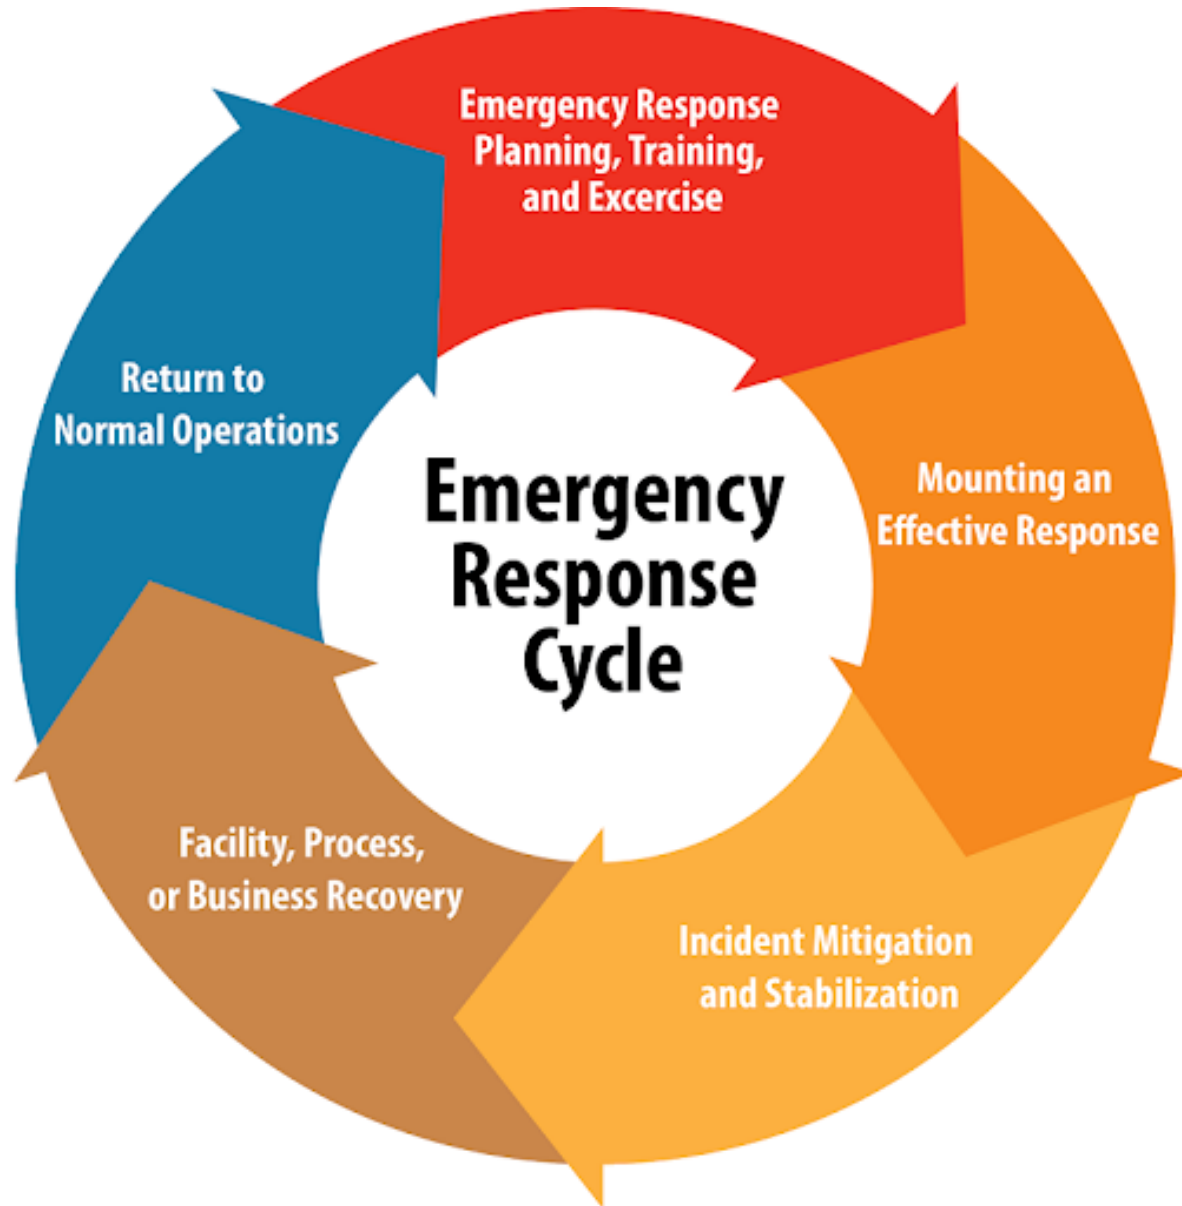 Emergency Response
Planning, Training,
and Excercise
Mounting an
Effective Response
Incident Mitigation
and Stabilization
Facility, Process,
or Business Recovery
Return to
Normal Operations
Emergency
Response
Cycle